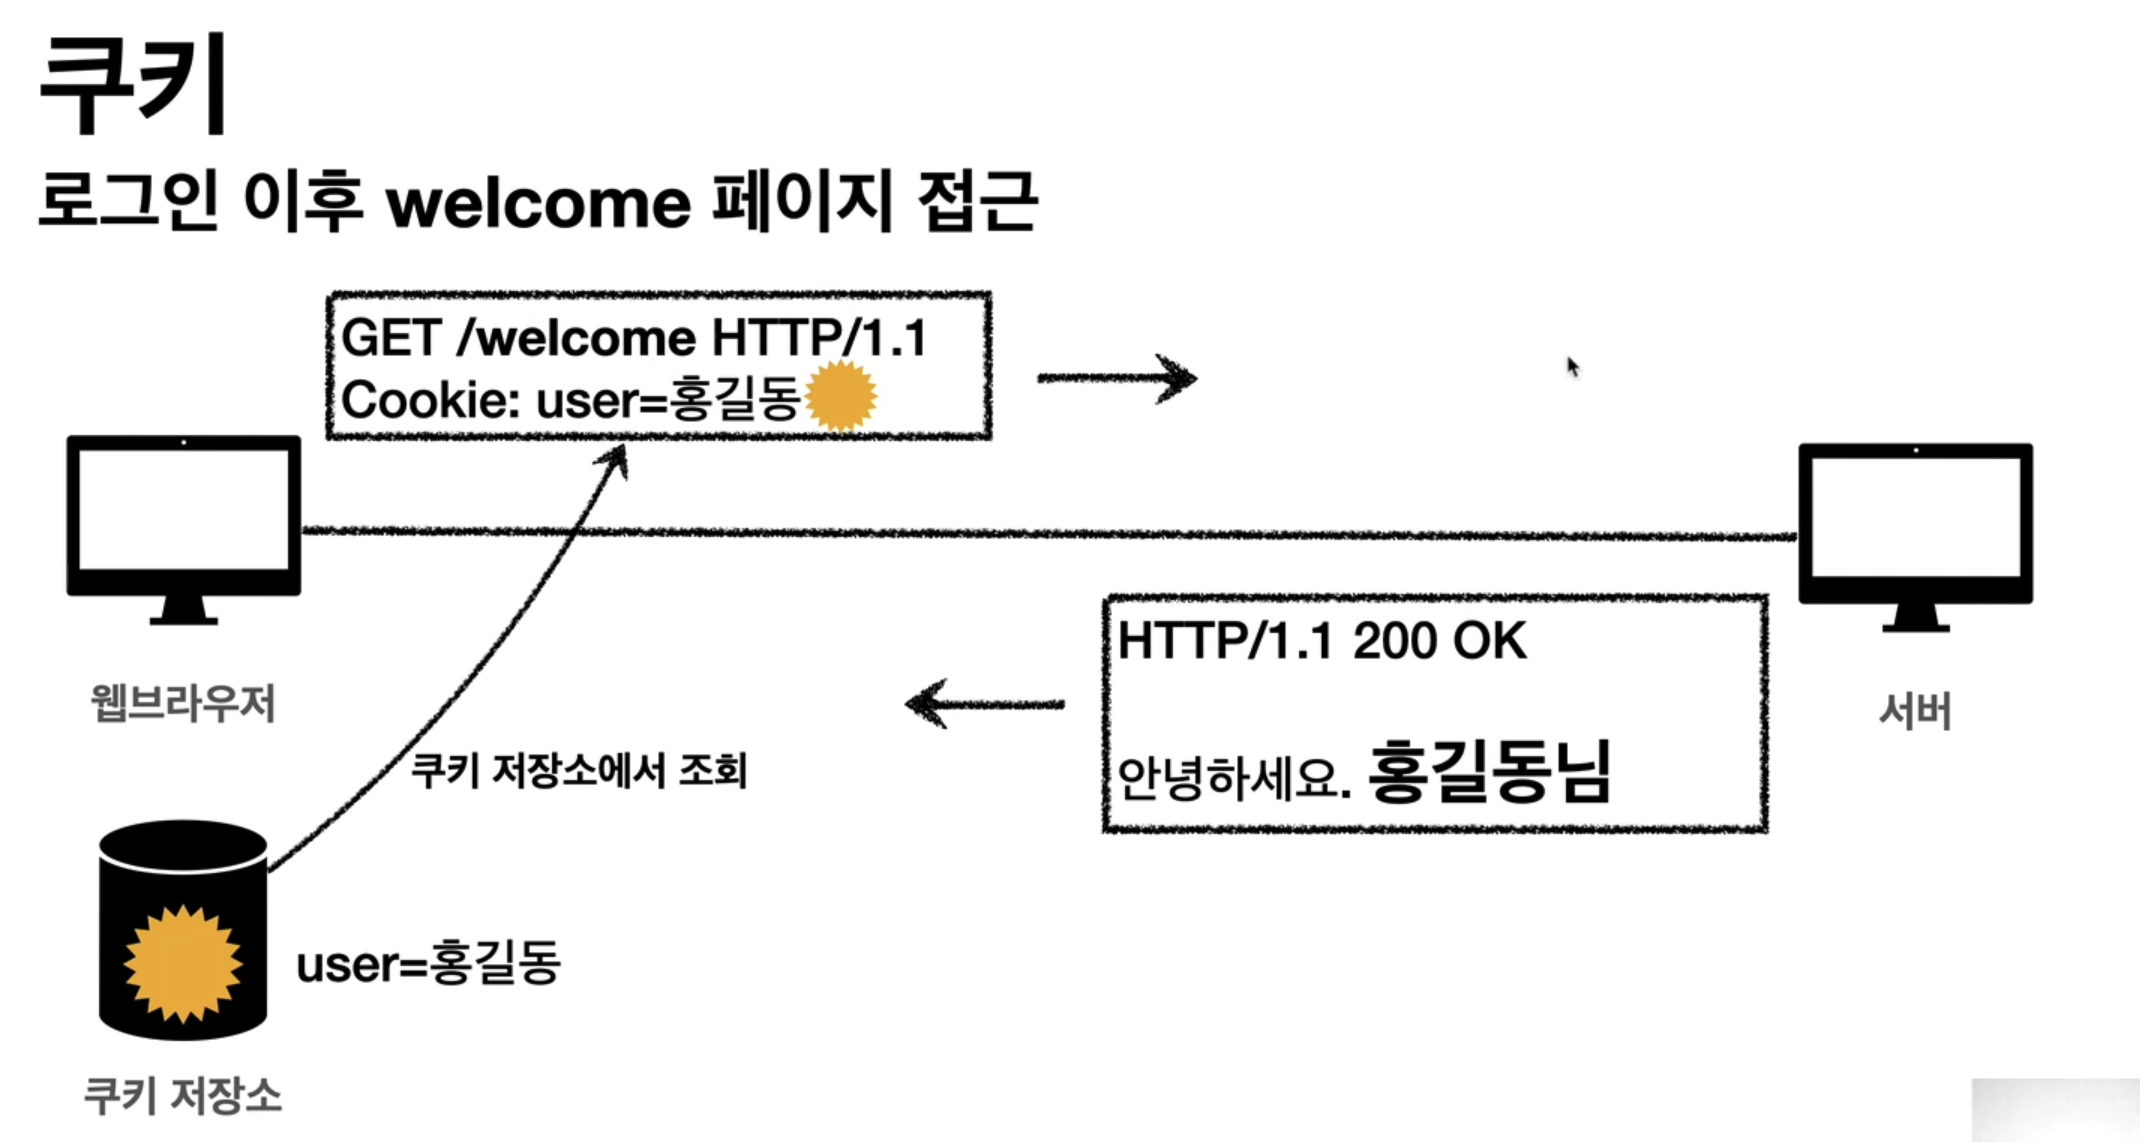 쿠키
로그인 이후 welcome 페이지 접근
GET /welcome HTTP/1.1
Cookie: user=홍길동
웹브라우저
서버
HTTP/1.1 200 OK
안녕하세요. 홍길동님
쿠키 저장소에서 조회
user=홍길동
쿠키 저장소